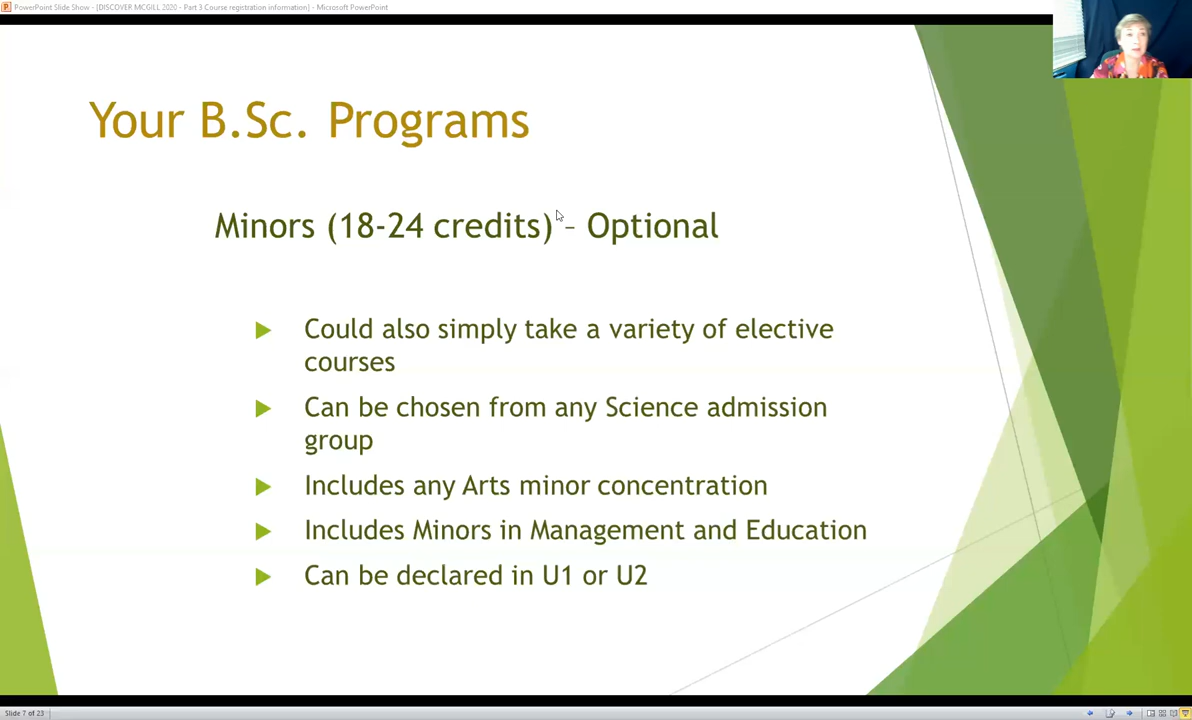 PowerPoint Slide Show - [DISCOVER MCGILL 2020 - Part 3 Course registration information] - Microsoft PowerPoint
Your B.Sc. Programs
Minors (18-24 credits) – Optional
Could also simply take a variety of elective
courses
Can be chosen from any Science admission
group
Includes any Arts minor concentration
Includes Minors in Management and Education
Can be declared in U1 or U2
Slide 7 of 23